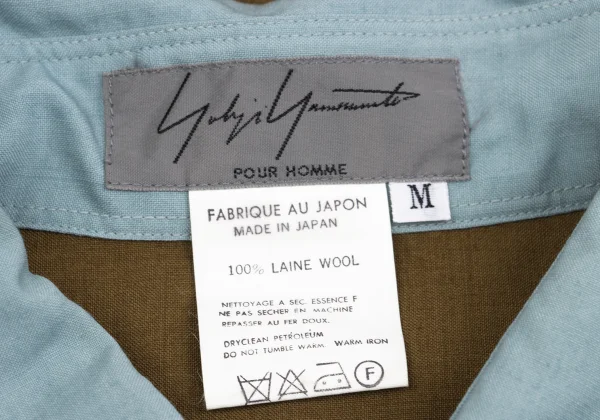 Yohji Yamamoto
POUR HOMME
M
FABRIQUE AU JAPON
MADE IN JAPAN
100% LAINE WOOL
NETTOYAGE A SEC. ESSENCE F
NE PAS SECHER EN MACHINE
REPASSER AU FER DOUX.
DRYCLEAN PETROLEUM
DO NOT TUMBLE WARM WARM IRON
F